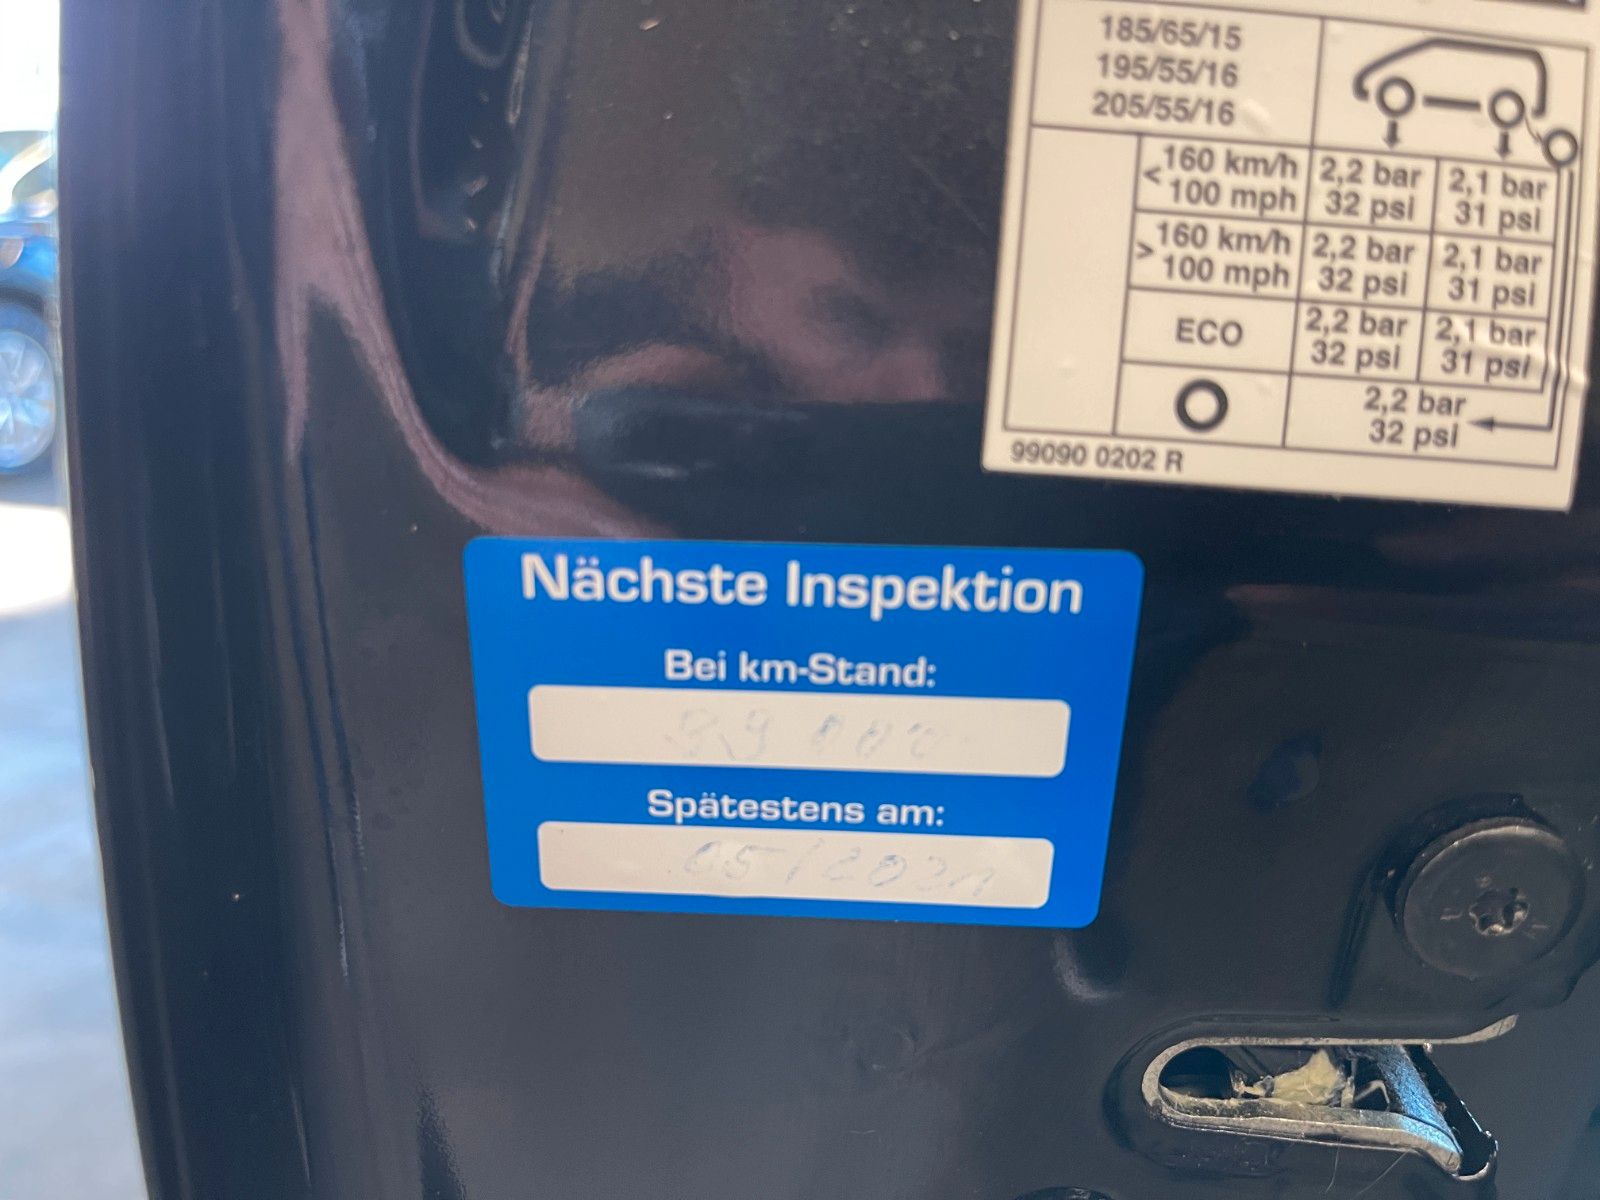 185/65/15
195/55/16
205/55/16
< 160 km/h 100 mph 2,2 bar 32 psi 2,1 bar 31 psi
> 160 km/h 100 mph 2,2 bar 32 psi 2,1 bar 31 psi
ECO 2,2 bar 32 psi 2,1 bar 31 psi
2,2 bar 32 psi
99090 0202 R
Nächste Inspektion
Bei km-Stand:
Spätestens am:
05/2021